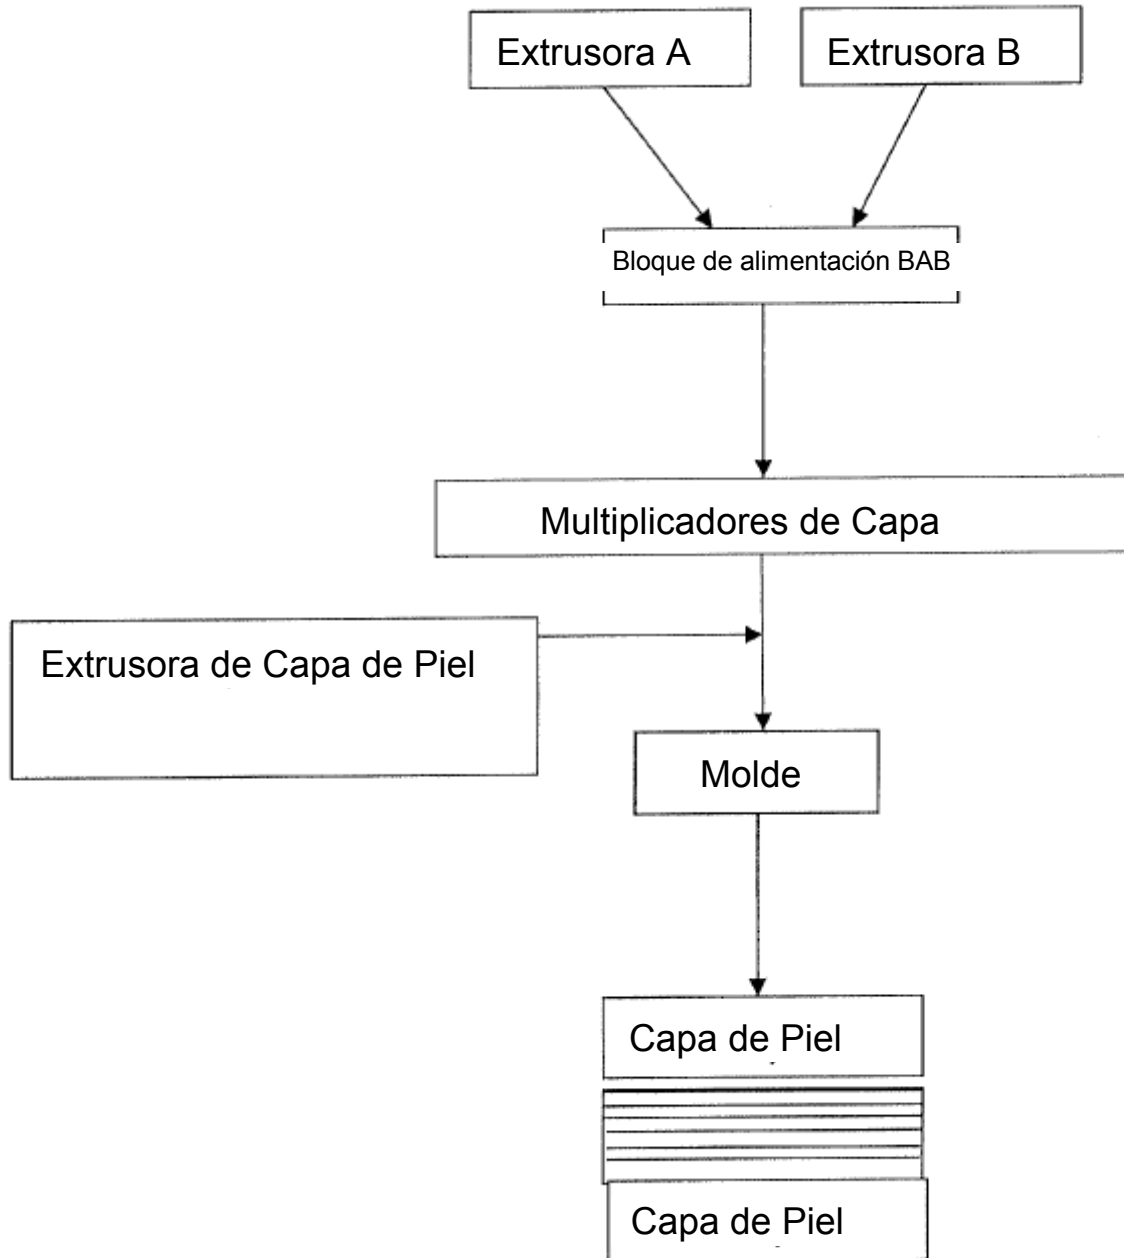 Extrusora A
Extrusora B
Bloque de alimentación BAB
Multiplicadores de Capa
Extrusora de Capa de Piel
Molde
Capa de Piel
Capa de Piel